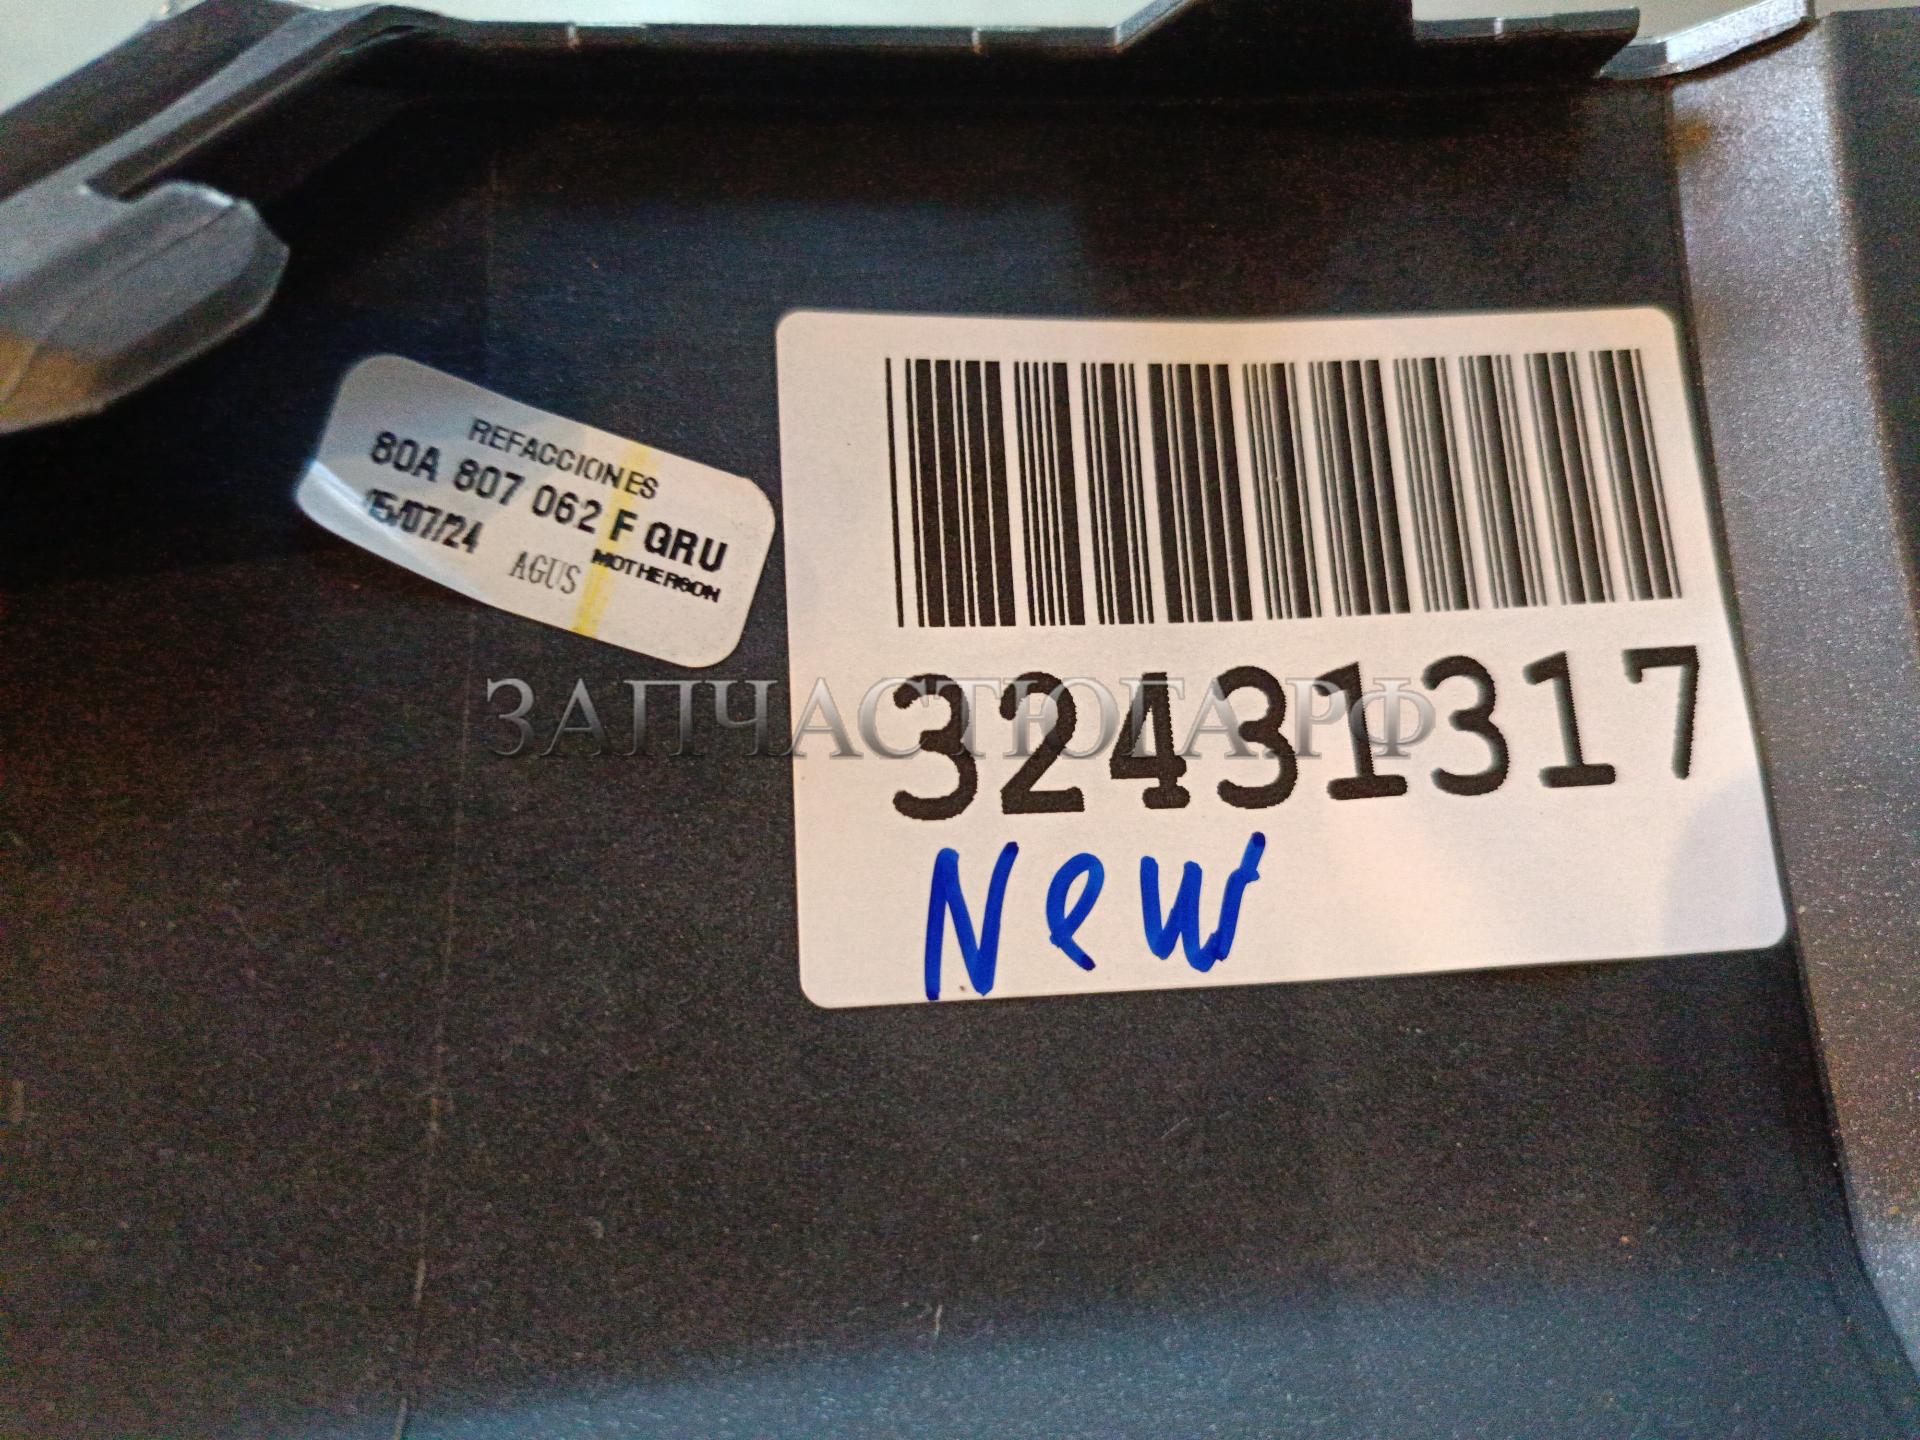 REFACCIONES
80A 807 062 F GRU
15/07/24 AGUS MOTHERSON
ЗАПЧАСТЮГА.РФ
32431317
New